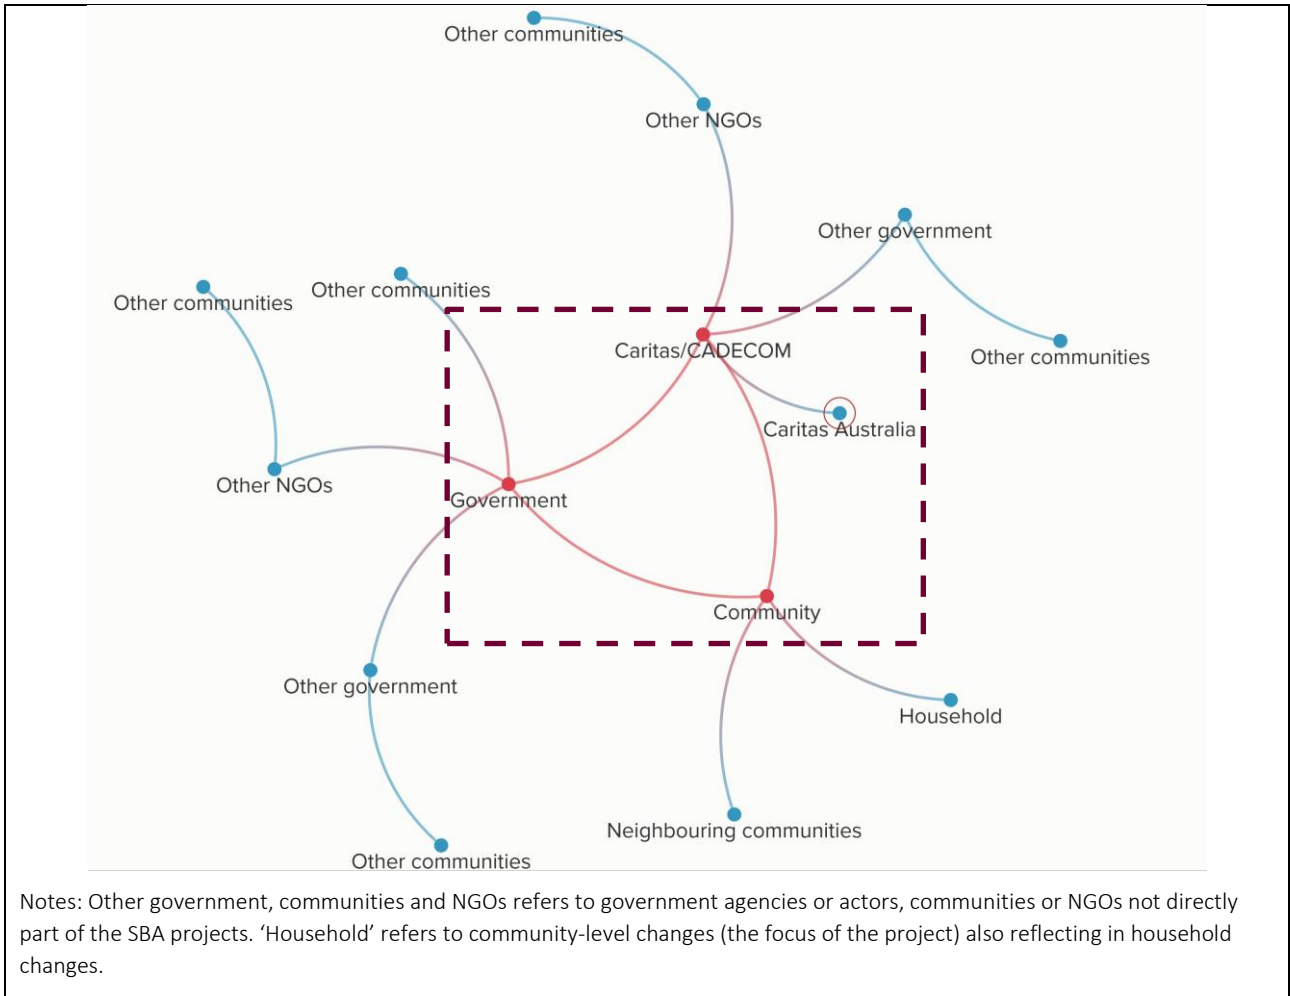 Other communities
Other NGOs
Other government
Other communities
Other communities
Caritas/CADECOM
Other communities
Caritas Australia
Other NGOs
Government
Community
Other government
Household
Neighbouring communities
Other communities
Notes: Other government, communities and NGOs refers to government agencies or actors, communities or NGOs not directly
part of the SBA projects. ‘Household’ refers to community-level changes (the focus of the project) also reflecting in household
changes.